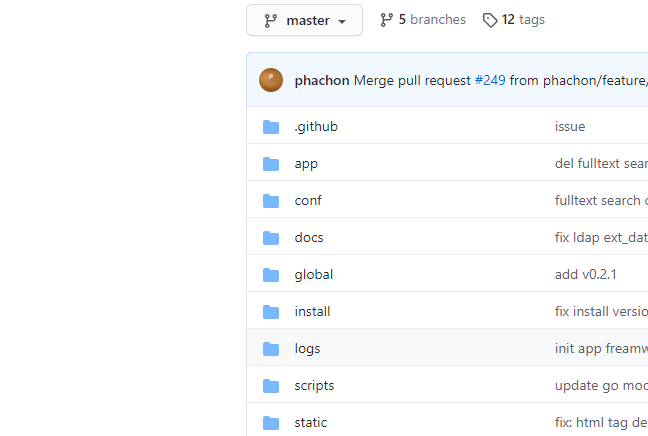 master 5 branches 12 tags
phachon Merge pull request #249 from phachon/feature/
.github issue
app del fulltext sear
conf fulltext search
docs fix ldap ext_dat
global add v0.2.1
install fix install versio
logs init app freamw
scripts update go mod
static fix: html tag de